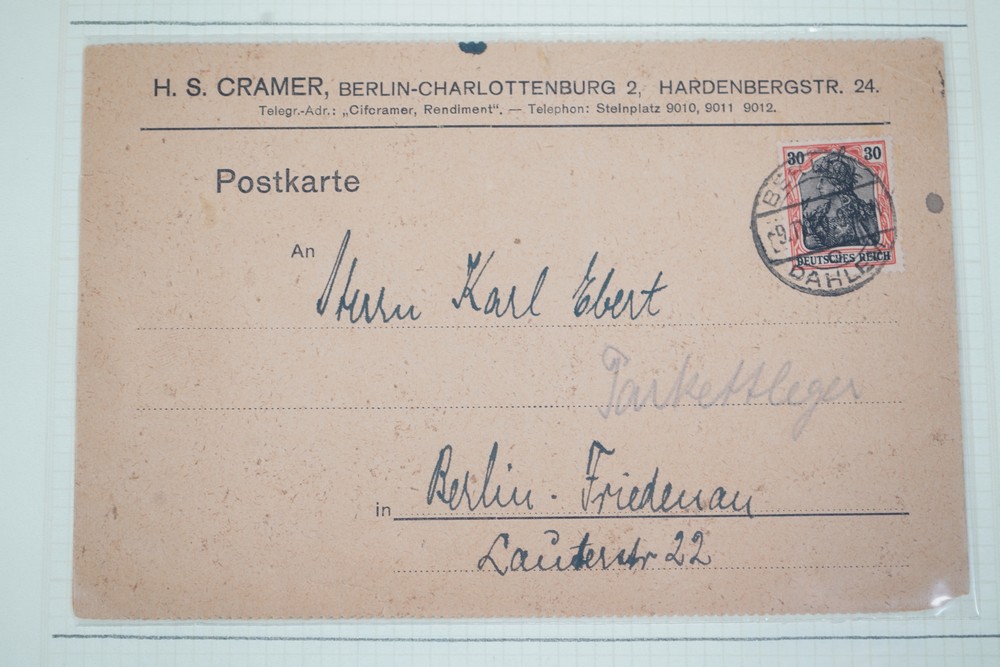 H. S. CRAMER, BERLIN-CHARLOTTENBURG 2, HARDENBERGSTR. 24.
Telegr.-Adr.: „Cifcramer, Rendiment“. — Telephon: Steinplatz 9010, 9011 9012.
30 30
DEUTSCHES REICH
DAHLEM
Postkarte
An
Herrn Karl Ebert
Parkettleger
in Berlin-Friedenau
Lauterstr 22